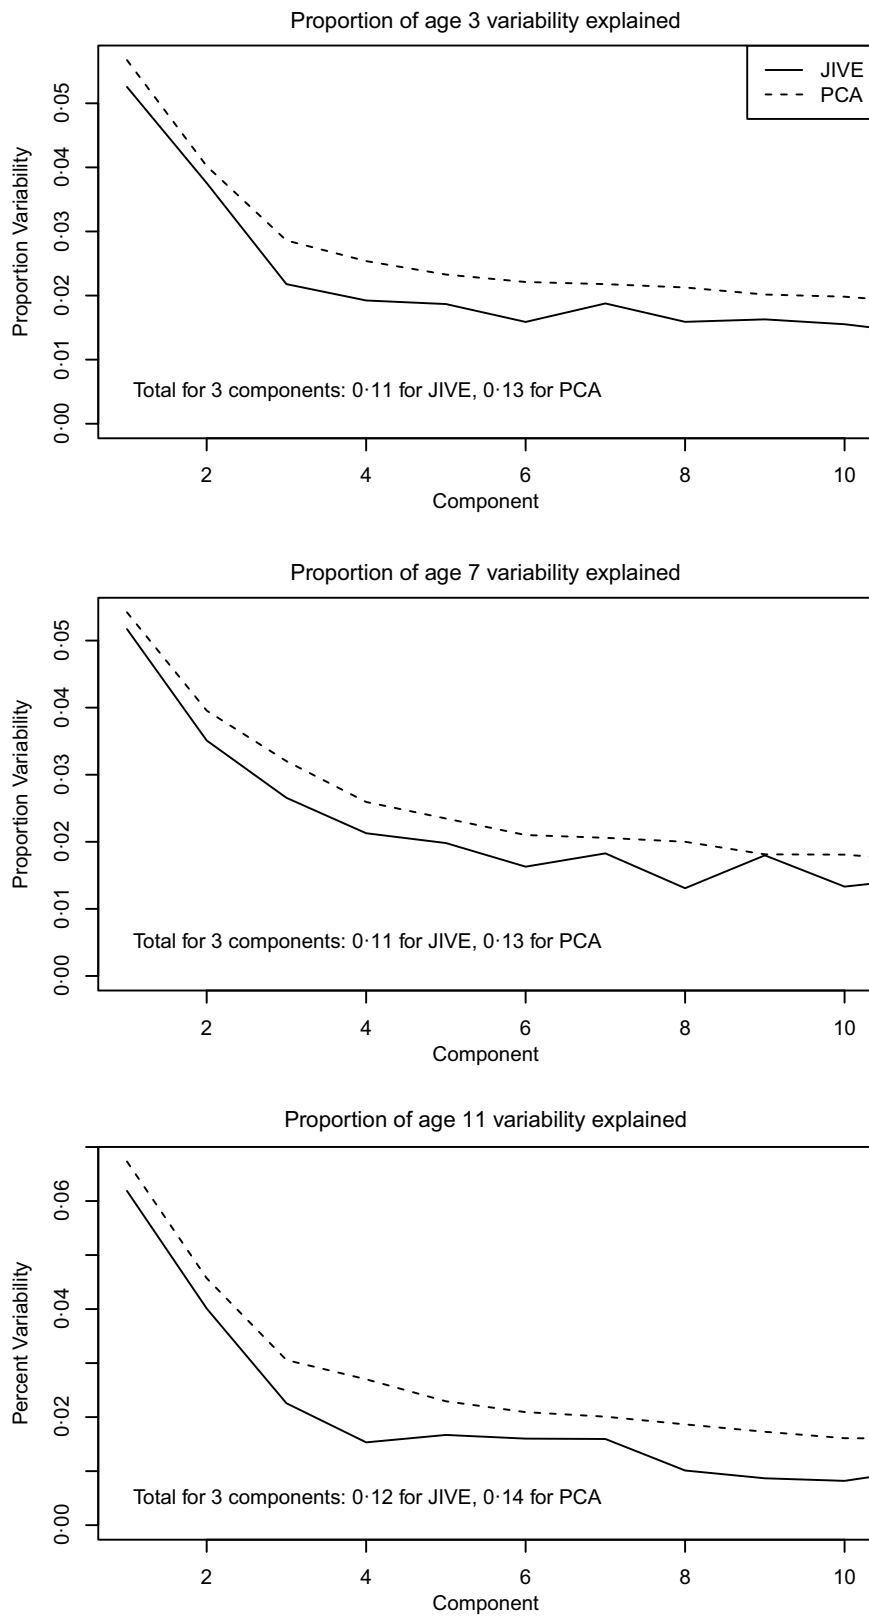 Proportion of age 3 variability explained
JIVE
PCA
Proportion Variability
0·05
0·04
0·03
0·02
0·01
0·00
Total for 3 components: 0·11 for JIVE, 0·13 for PCA
2 4 6 8 10
Component
Proportion of age 7 variability explained
Proportion Variability
0·05
0·04
0·03
0·02
0·01
0·00
Total for 3 components: 0·11 for JIVE, 0·13 for PCA
2 4 6 8 10
Component
Proportion of age 11 variability explained
Percent Variability
0·06
0·04
0·02
0·00
Total for 3 components: 0·12 for JIVE, 0·14 for PCA
2 4 6 8 10
Component